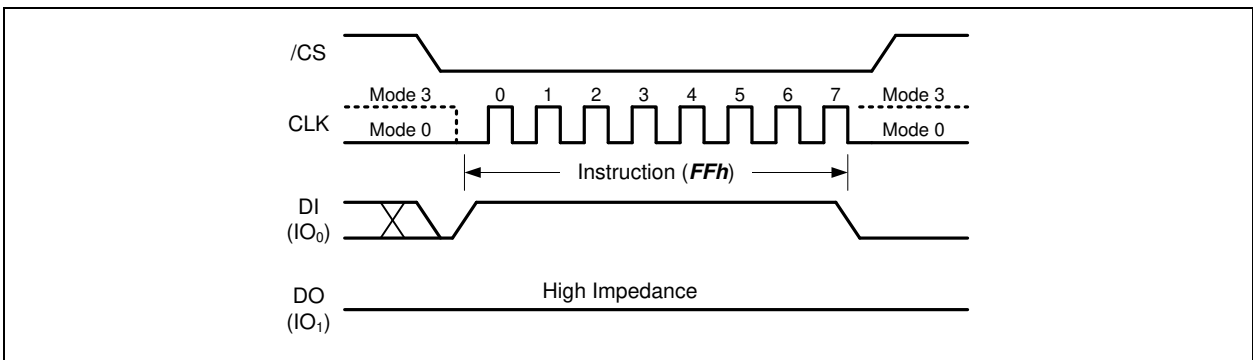 /CS
Mode 3 0 1 2 3 4 5 6 7 Mode 3
CLK Mode 0 Mode 0
Instruction (FFh)
DI
(IO₀)
DO High Impedance
(IO₁)